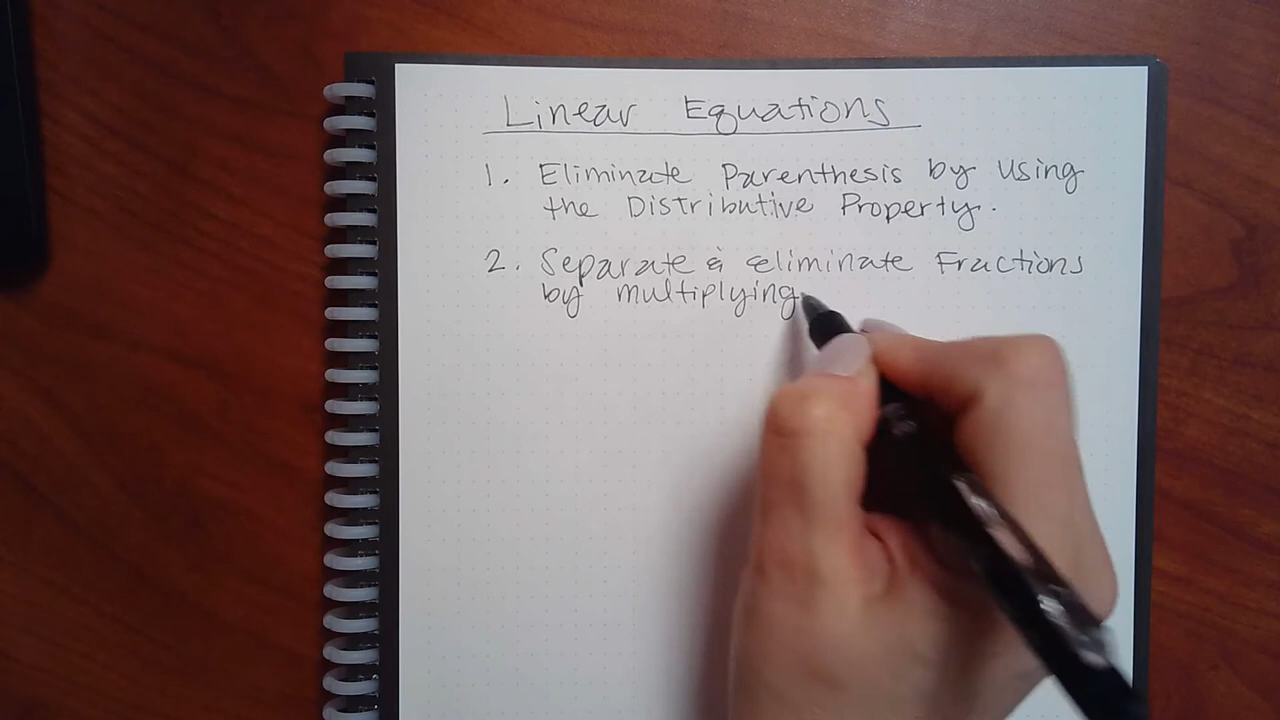 Linear Equations
1. Eliminate Parenthesis by using
the Distributive Property.
2. Separate & eliminate Fractions
by multiplying